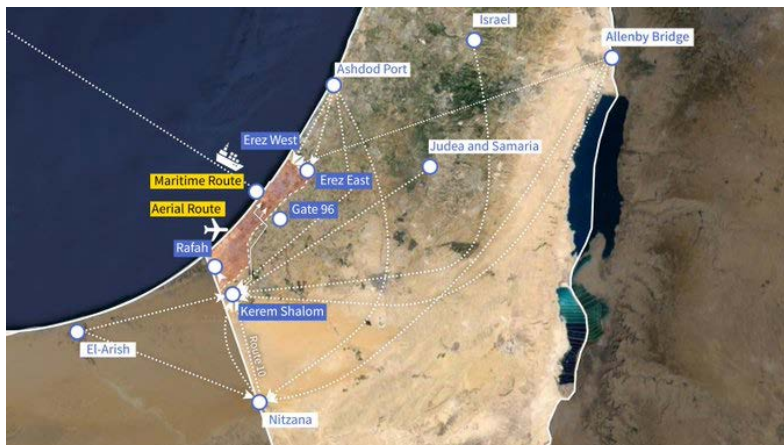 Israel
Allenby Bridge
Ashdod Port
Erez West
Judea and Samaria
Maritime Route
Erez East
Aerial Route
Gate 96
Rafah
Kerem Shalom
Route 10
El-Arish
Nitzana